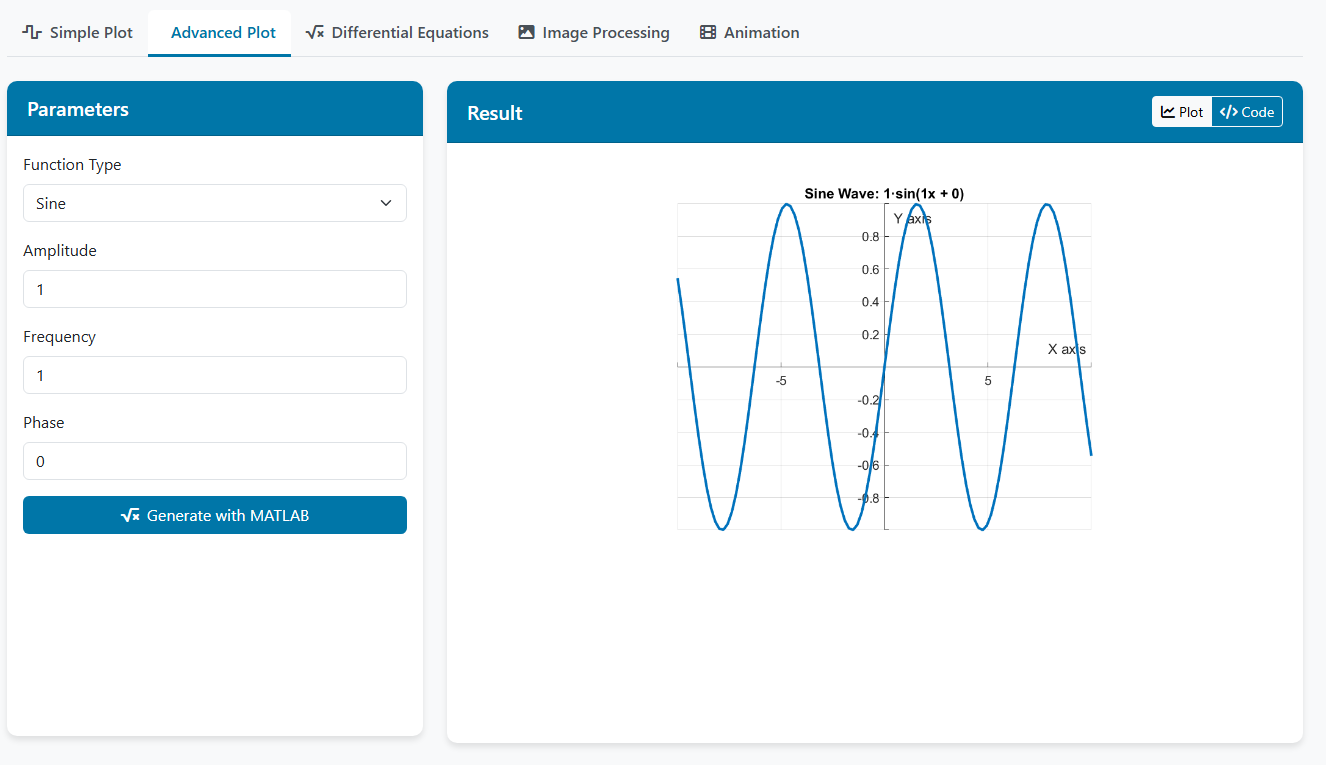 Simple Plot
Advanced Plot
Differential Equations
Image Processing
Animation
Parameters
Function Type
Sine
Amplitude
1
Frequency
1
Phase
0
√x Generate with MATLAB
Result
Plot
</> Code
Sine Wave: 1·sin(1x + 0)
Y axis
0.8
0.6
0.4
0.2
X axis
-5
5
-0.2
-0.4
-0.6
-0.8